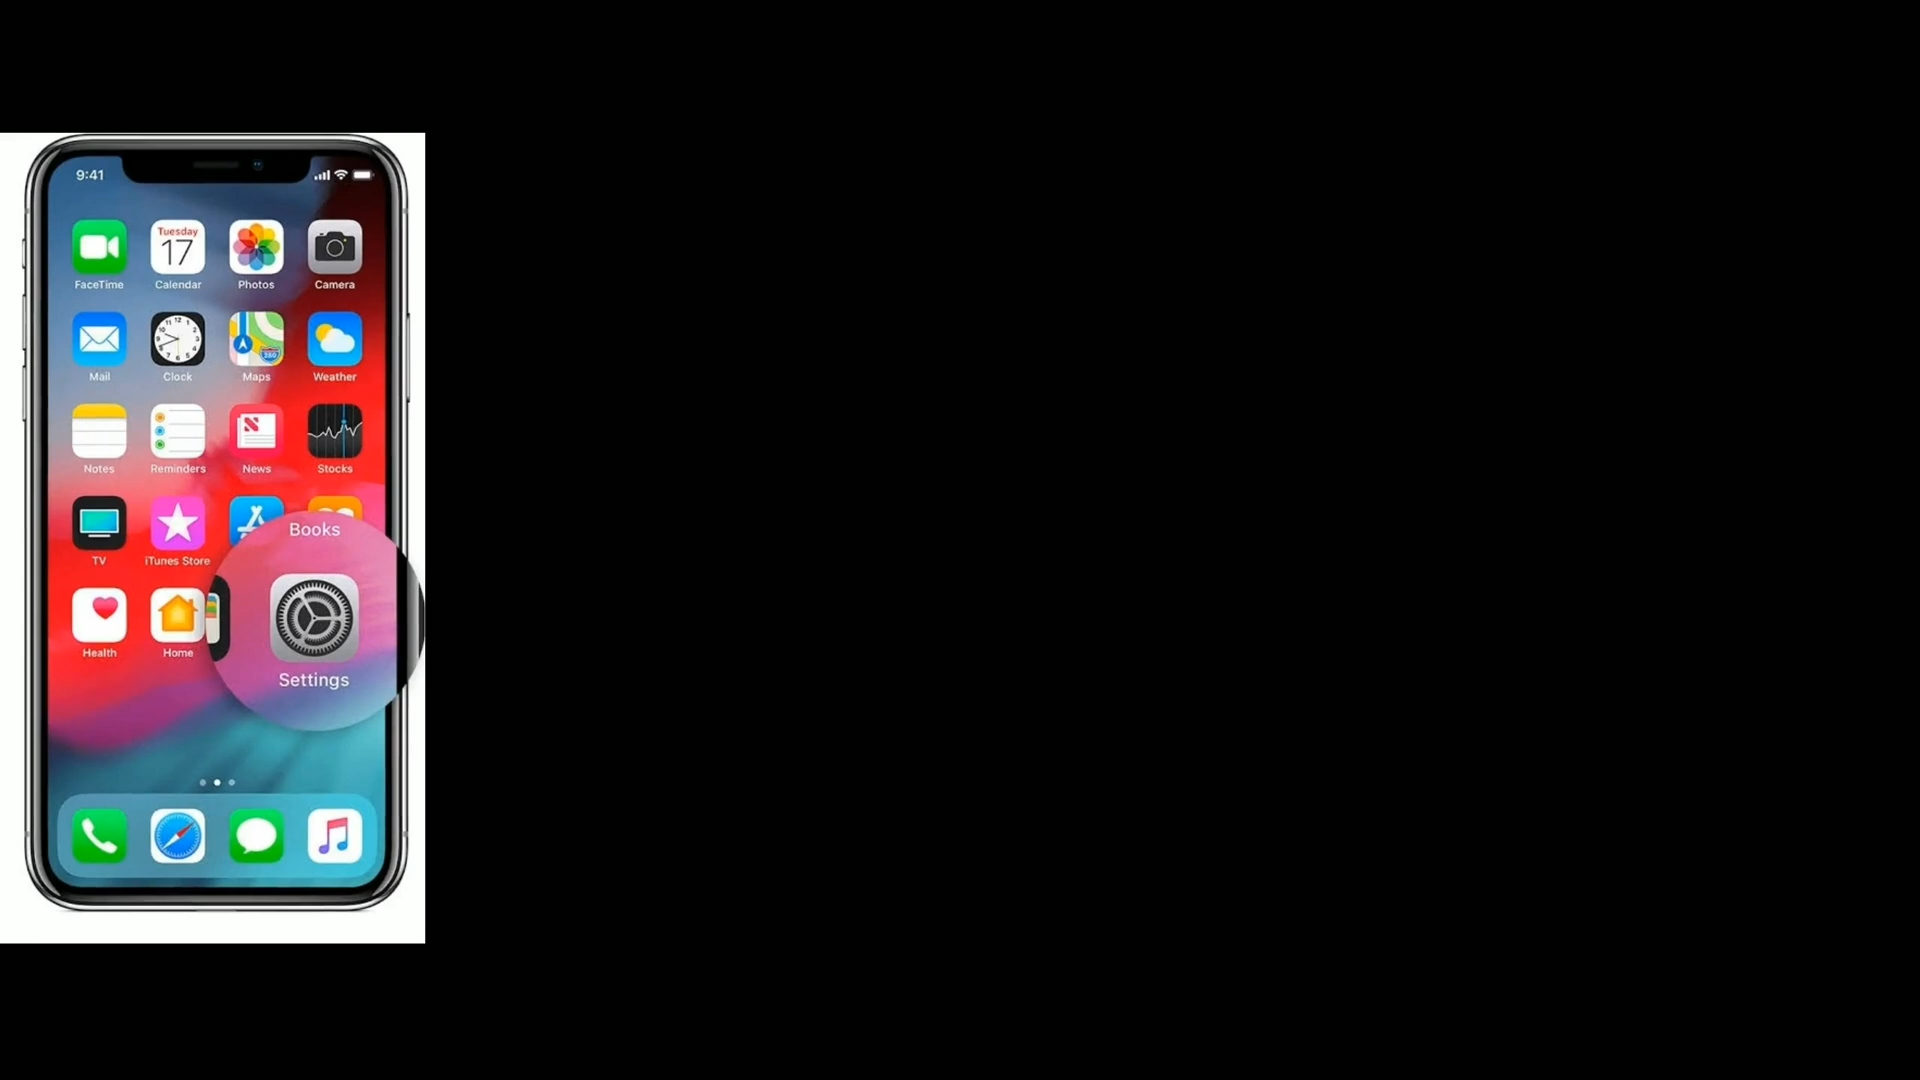 9:41
Tuesday
17
FaceTime Calendar Photos Camera
Mail Clock Maps Weather
Notes Reminders News Stocks
Books
TV iTunes Store
Health Home
Settings